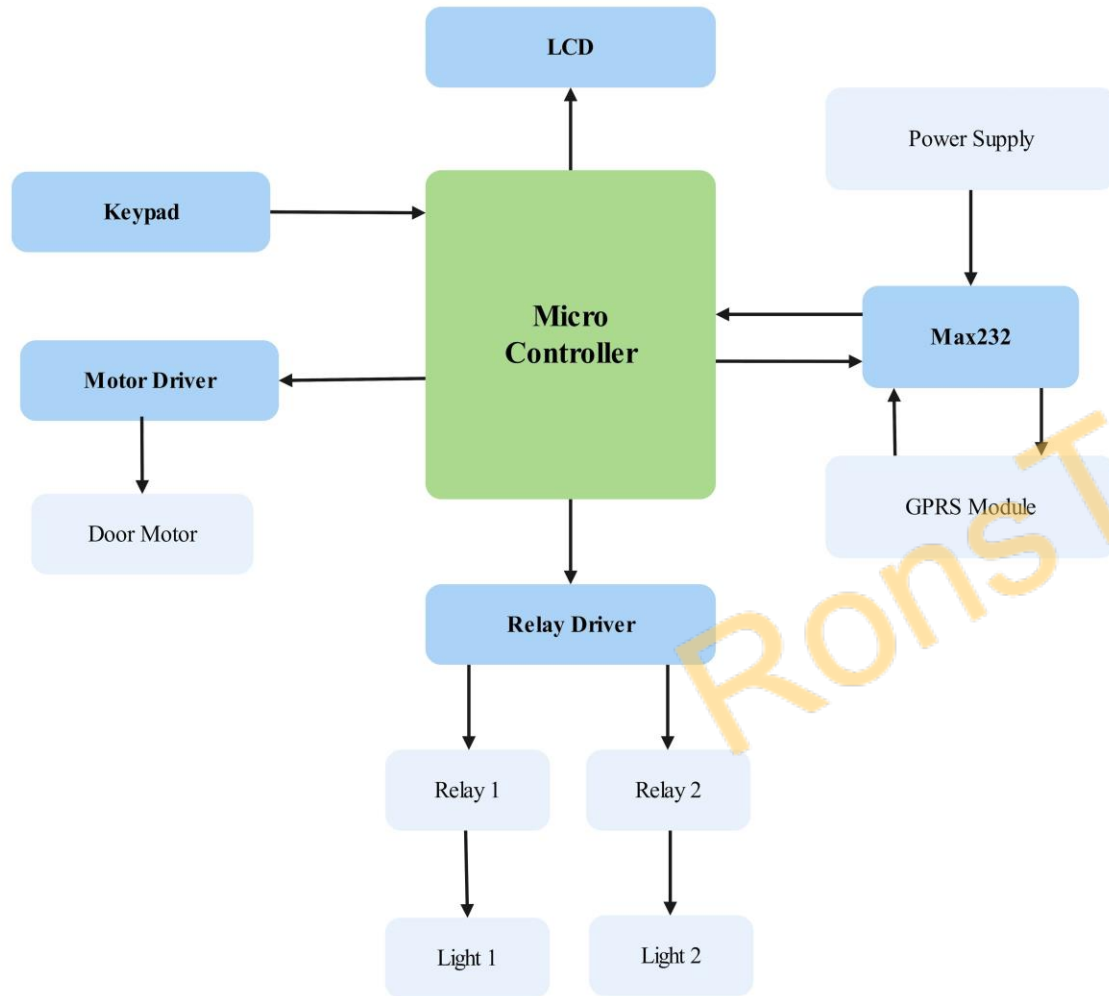 LCD
Power Supply
Keypad
Micro
Controller
Max232
Motor Driver
GPRS Module
Door Motor
Relay Driver
Relay 1
Relay 2
Light 1
Light 2
RonsT